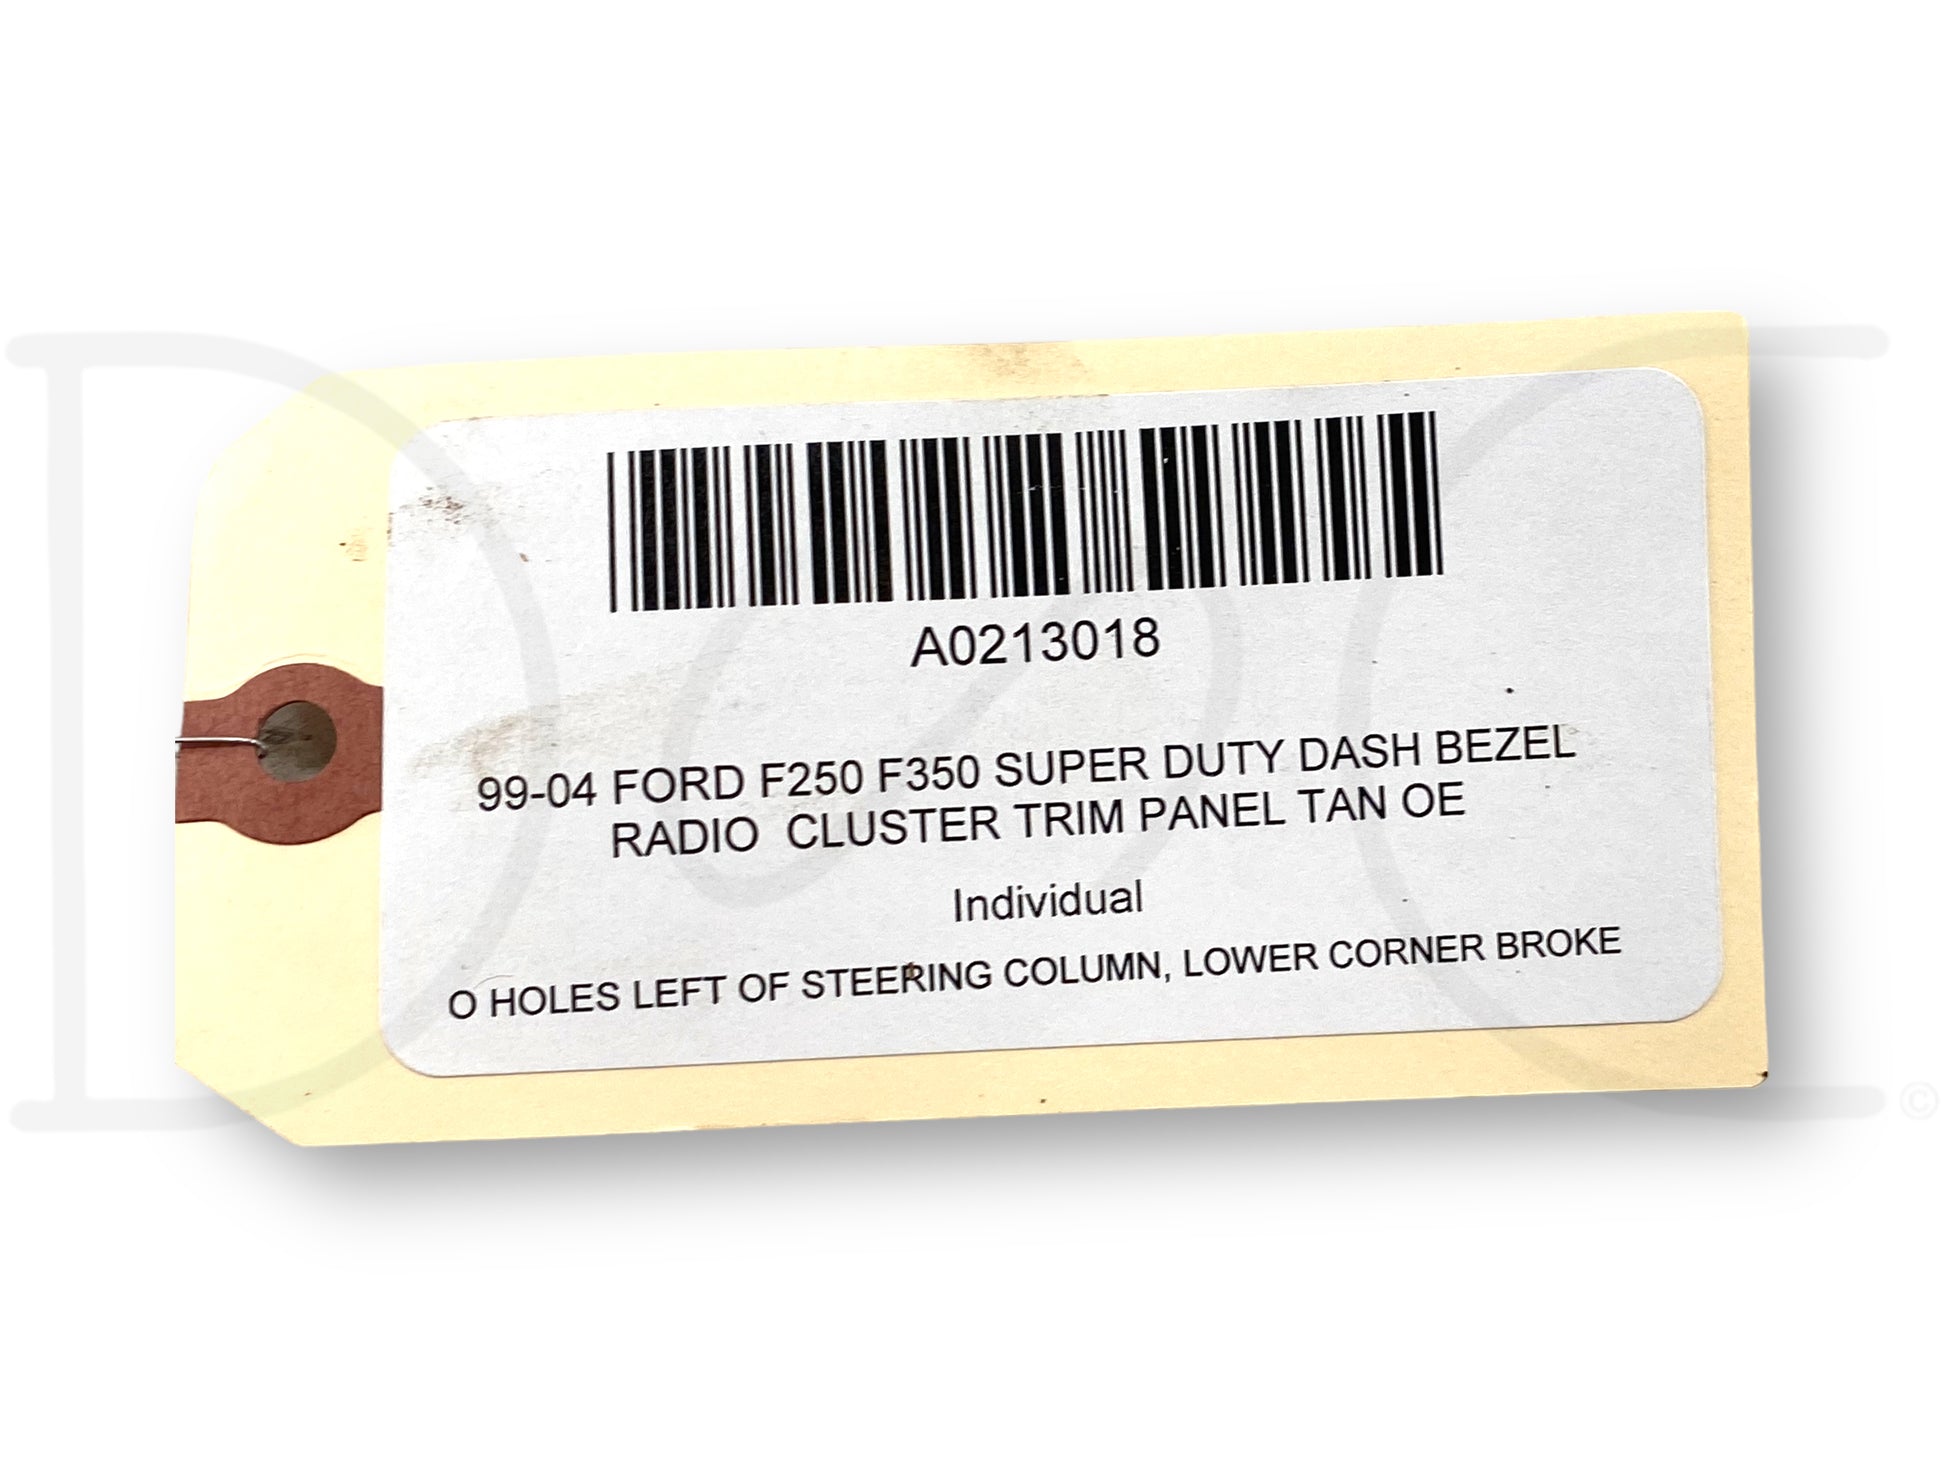 A0213018
99-04 FORD F250 F350 SUPER DUTY DASH BEZEL
RADIO  CLUSTER TRIM PANEL TAN OE
Individual
O HOLES LEFT OF STEERING COLUMN, LOWER CORNER BROKE
©